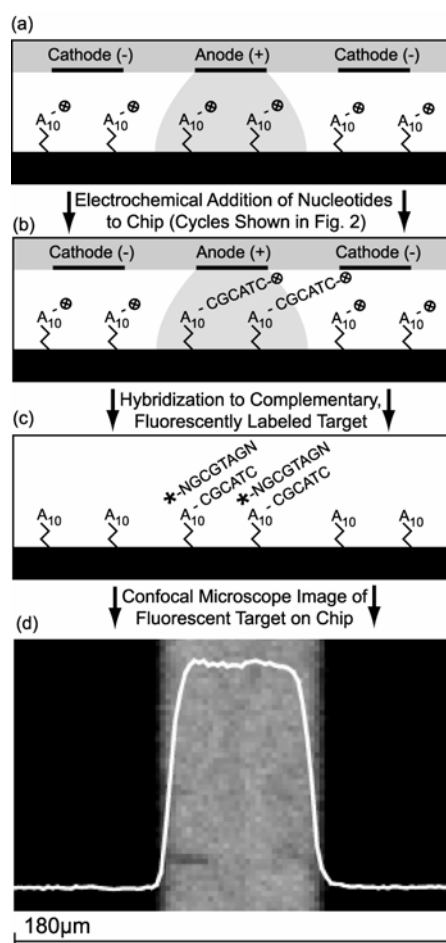 (a)
Cathode (-) Anode (+) Cathode (-)
A10 -⊗ A10 -⊗ A10 -⊗ A10 -⊗ A10 -⊗ A10 -⊗
Electrochemical Addition of Nucleotides
to Chip (Cycles Shown in Fig. 2)
(b)
Cathode (-) Anode (+) Cathode (-)
A10 -⊗ A10 -⊗ A10 -CGCATC-⊗ A10 -CGCATC-⊗ A10 -⊗ A10 -⊗
Hybridization to Complementary,
Fluorescently Labeled Target
(c)
*-NGCGTAGN *-NGCGTAGN
A10 A10 A10 -CGCATC A10 -CGCATC A10 A10
Confocal Microscope Image of
Fluorescent Target on Chip
(d)
180µm